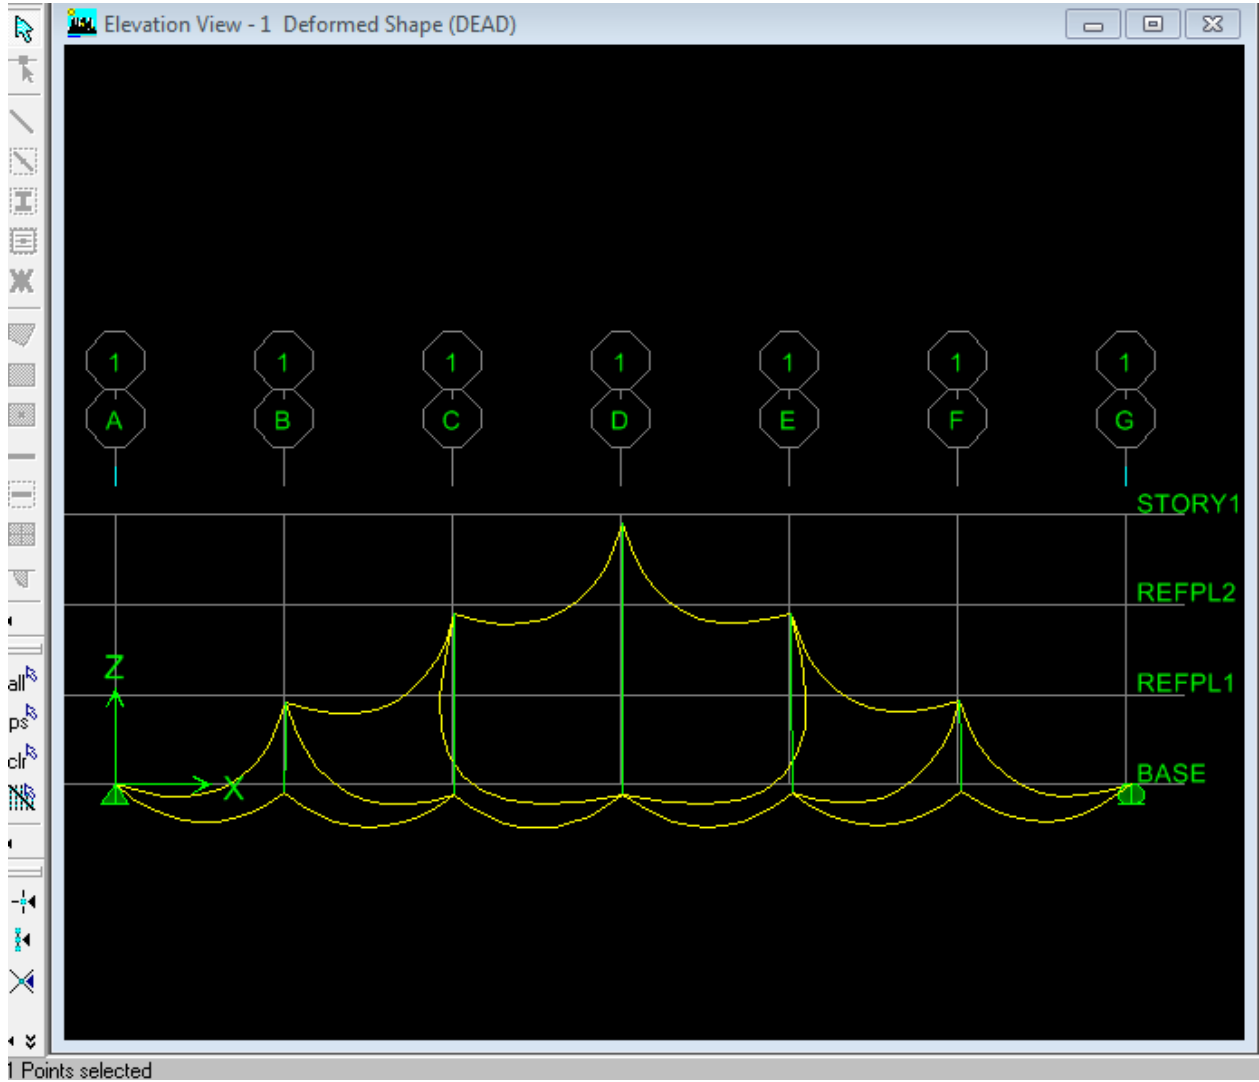 Elevation View - 1 Deformed Shape (DEAD)
1 1 1 1 1 1 1
A B C D E F G
STORY1
REFPL2
REFPL1
BASE
Z
X
all
ps
clr
1 Points selected